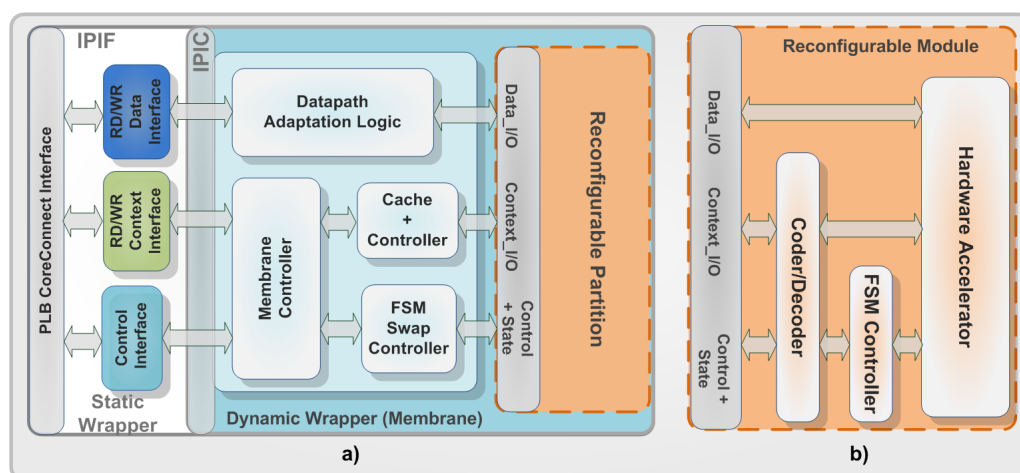 IPIF
IPIC
PLB CoreConnect Interface
RD/WR
Data
Interface
RD/WR
Context
Interface
Control
Interface
Static
Wrapper
Datapath
Adaptation Logic
Membrane
Controller
Cache
+
Controller
FSM
Swap
Controller
Data_I/O
Context_I/O
Control
+ State
Reconfigurable Partition
Dynamic Wrapper (Membrane)
a)
Reconfigurable Module
Data_I/O
Context_I/O
Control +
State
Coder/Decoder
FSM Controller
Hardware Accelerator
b)